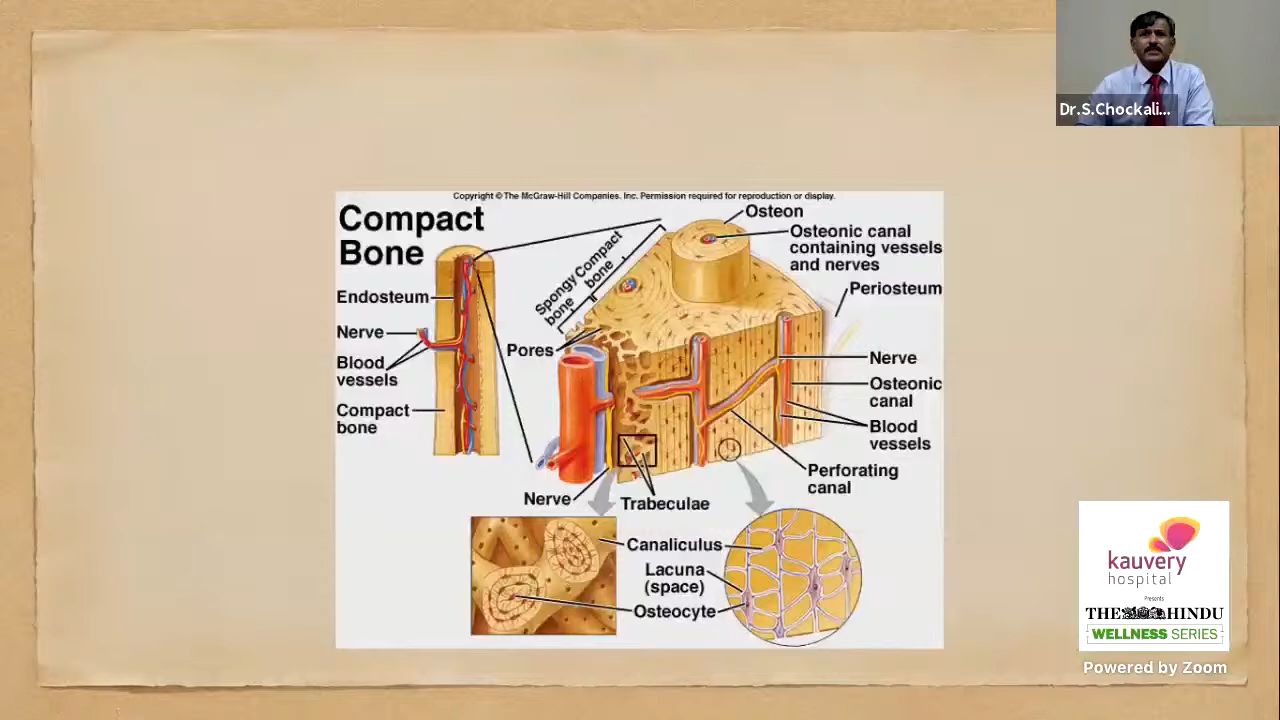 Dr.S.Chockali...
Copyright © The McGraw-Hill Companies. Inc. Permission required for reproduction or display.
Compact
Bone
Osteon
Osteonic canal
containing vessels
and nerves
Spongy
bone
Compact
bone
Periosteum
Endosteum
Nerve
Blood
vessels
Pores
Nerve
Osteonic
canal
Compact
bone
Blood
vessels
Perforating
canal
Nerve
Trabeculae
Canaliculus
Lacuna
(space)
Osteocyte
kauvery
hospital
Presents
THE HINDU
WELLNESS SERIES
Powered by Zoom